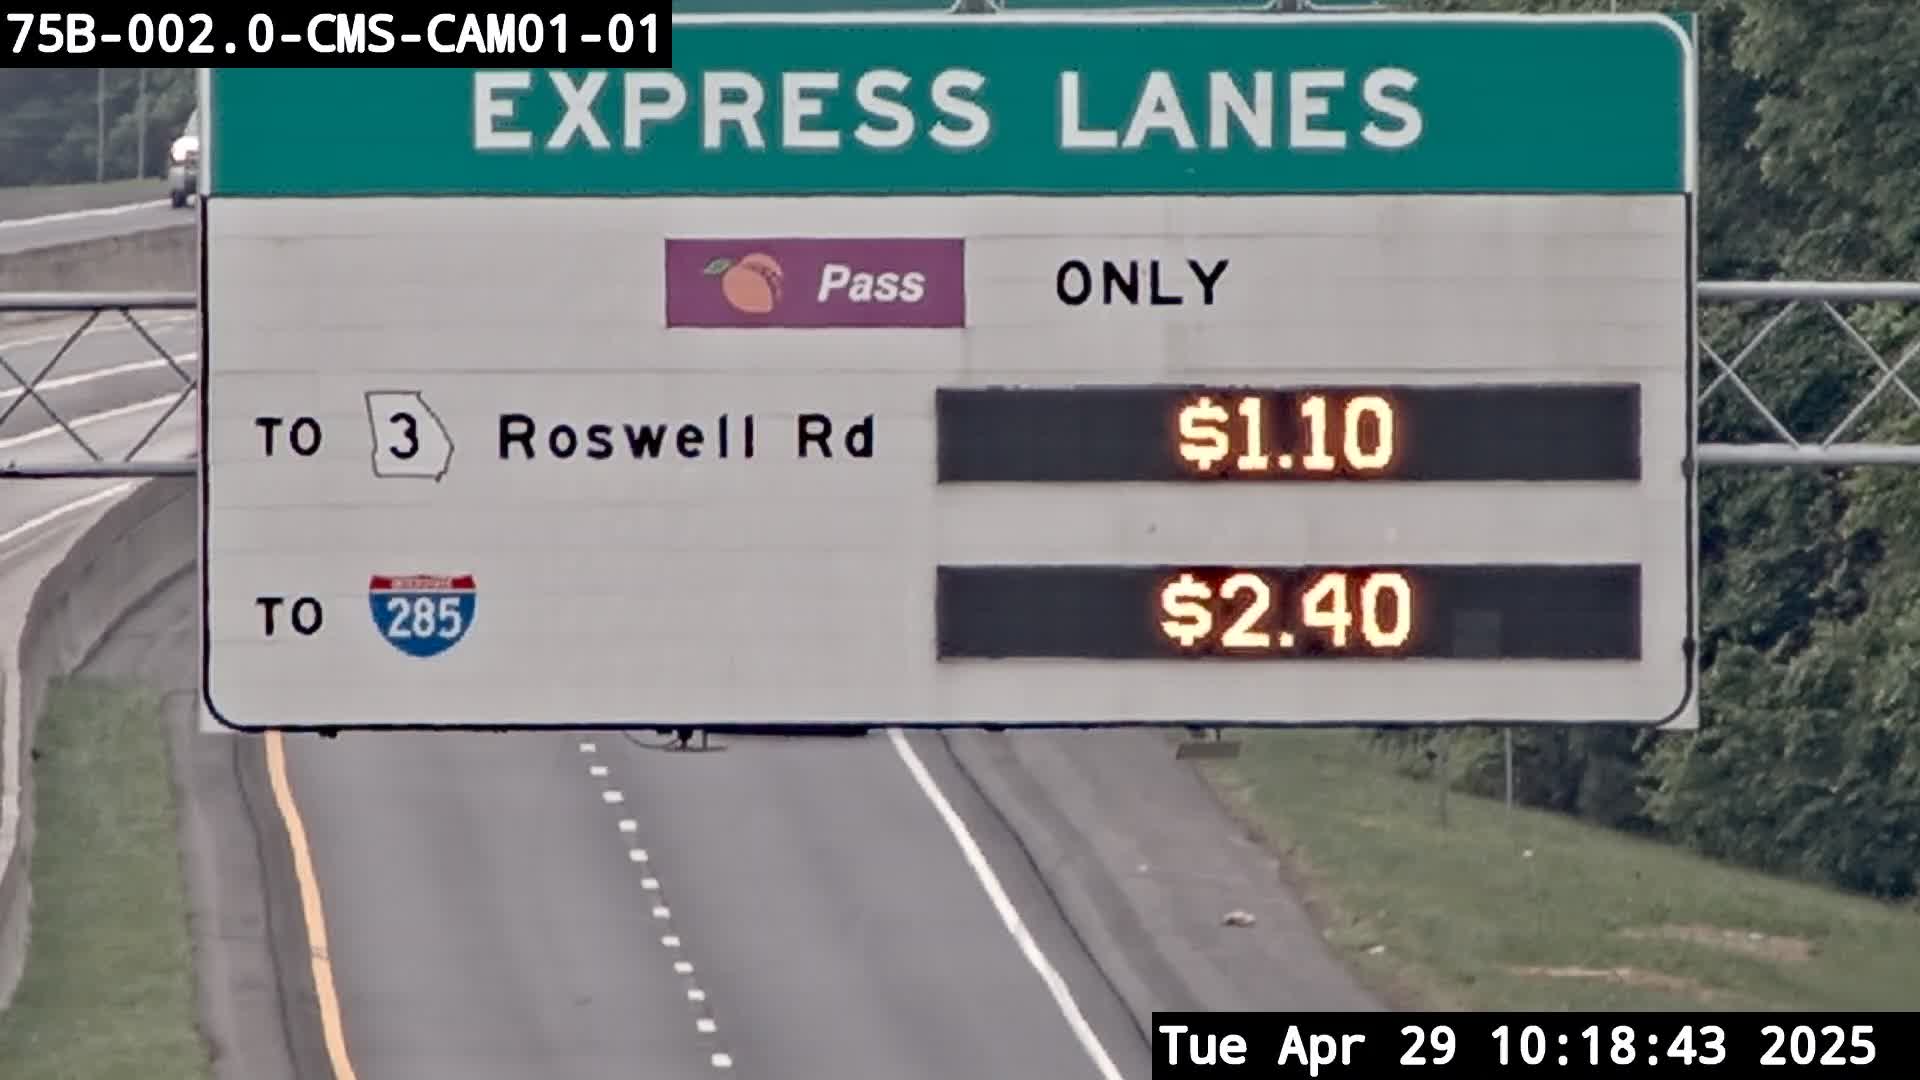 75B-002.0-CMS-CAM01-01
EXPRESS LANES
Pass ONLY
TO 3 Roswell Rd $1.10
INTERSTATE
TO 285 $2.40
Tue Apr 29 10:18:43 2025